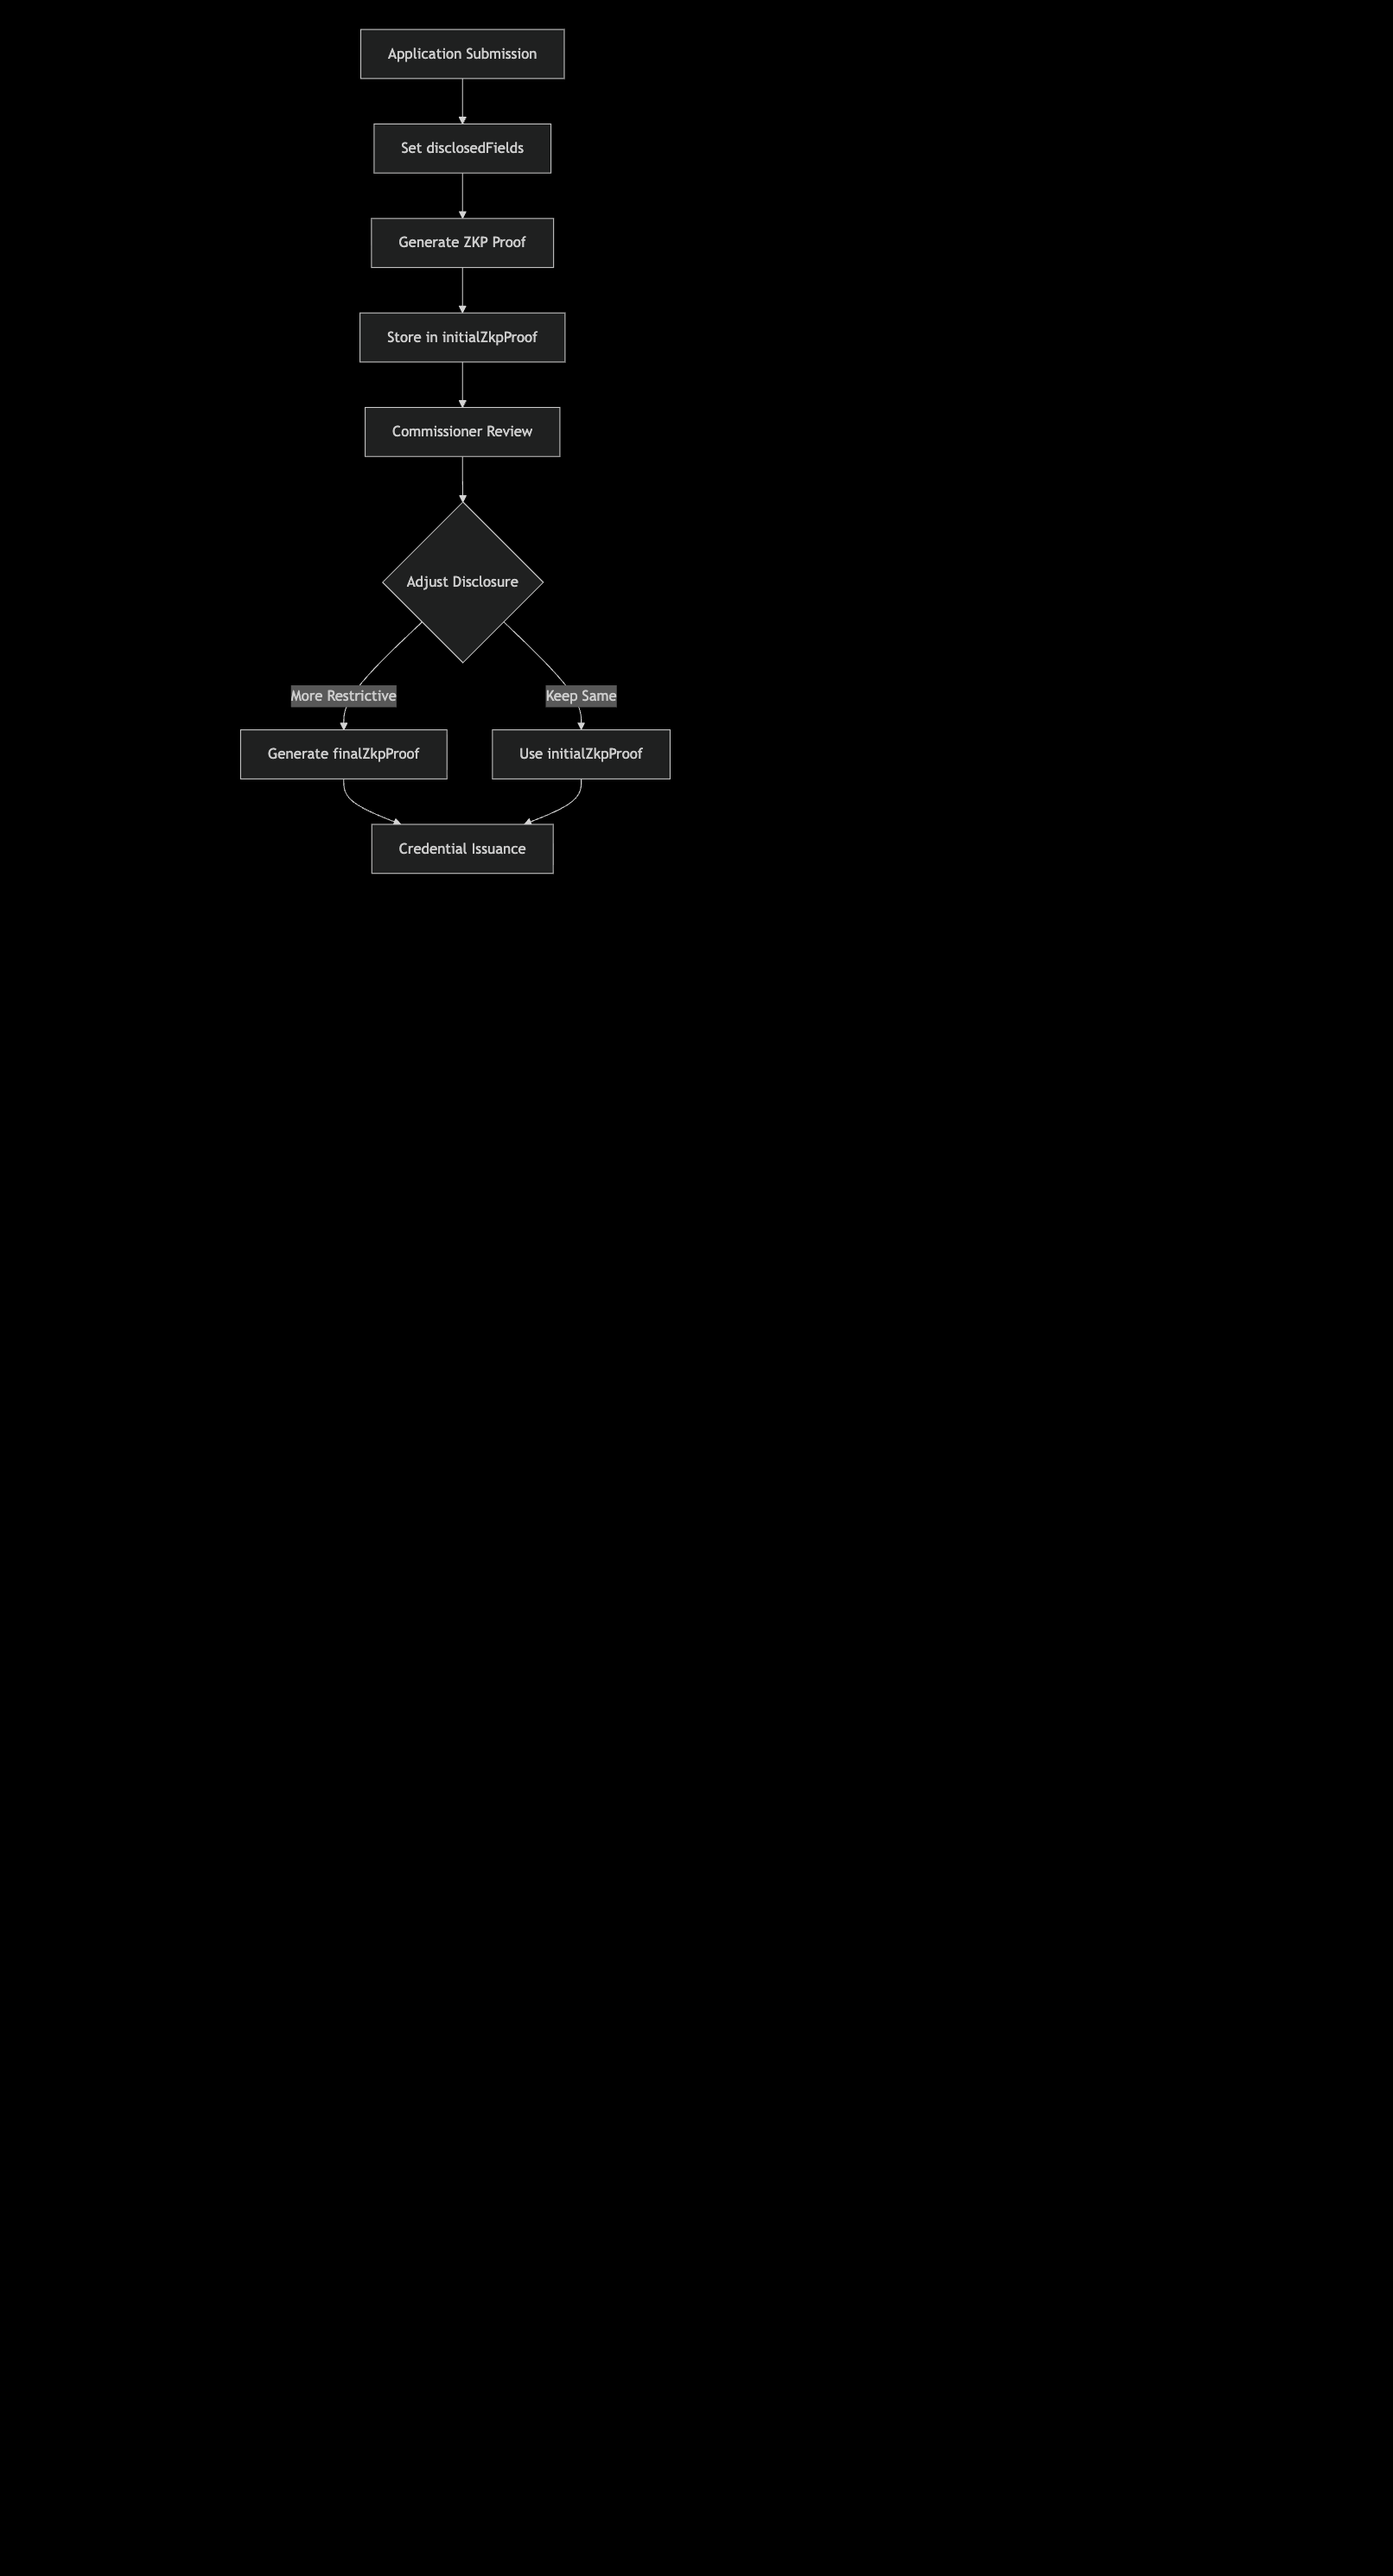 Application Submission
Set disclosedFields
Generate ZKP Proof
Store in initialZkpProof
Commissioner Review
Adjust Disclosure
More Restrictive
Keep Same
Generate finalZkpProof
Use initialZkpProof
Credential Issuance